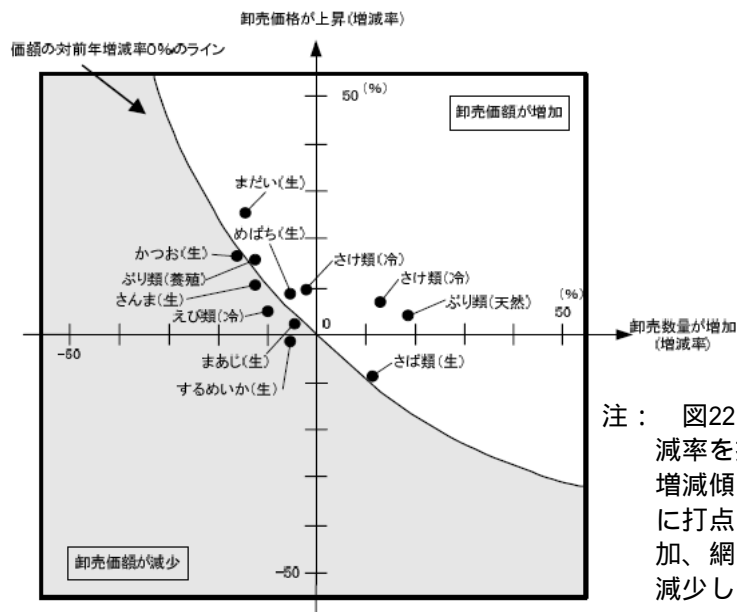 卸売価格が上昇(増減率)
価額の対前年増減率0%のライン
50 (%)
卸売価額が増加
まだい(生)
めばち(生)
かつお(生)
さけ類(冷)
さけ類(冷)
ぶり類(養殖)
ぶり類(天然)
さんま(生)
えび類(冷)
(%)
50
0
-50
卸売数量が増加
(増減率)
まあじ(生)
さば類(生)
するめいか(生)
注： 図22
減率を
増減傾
に打点
加、網
減少し
卸売価額が減少
-50